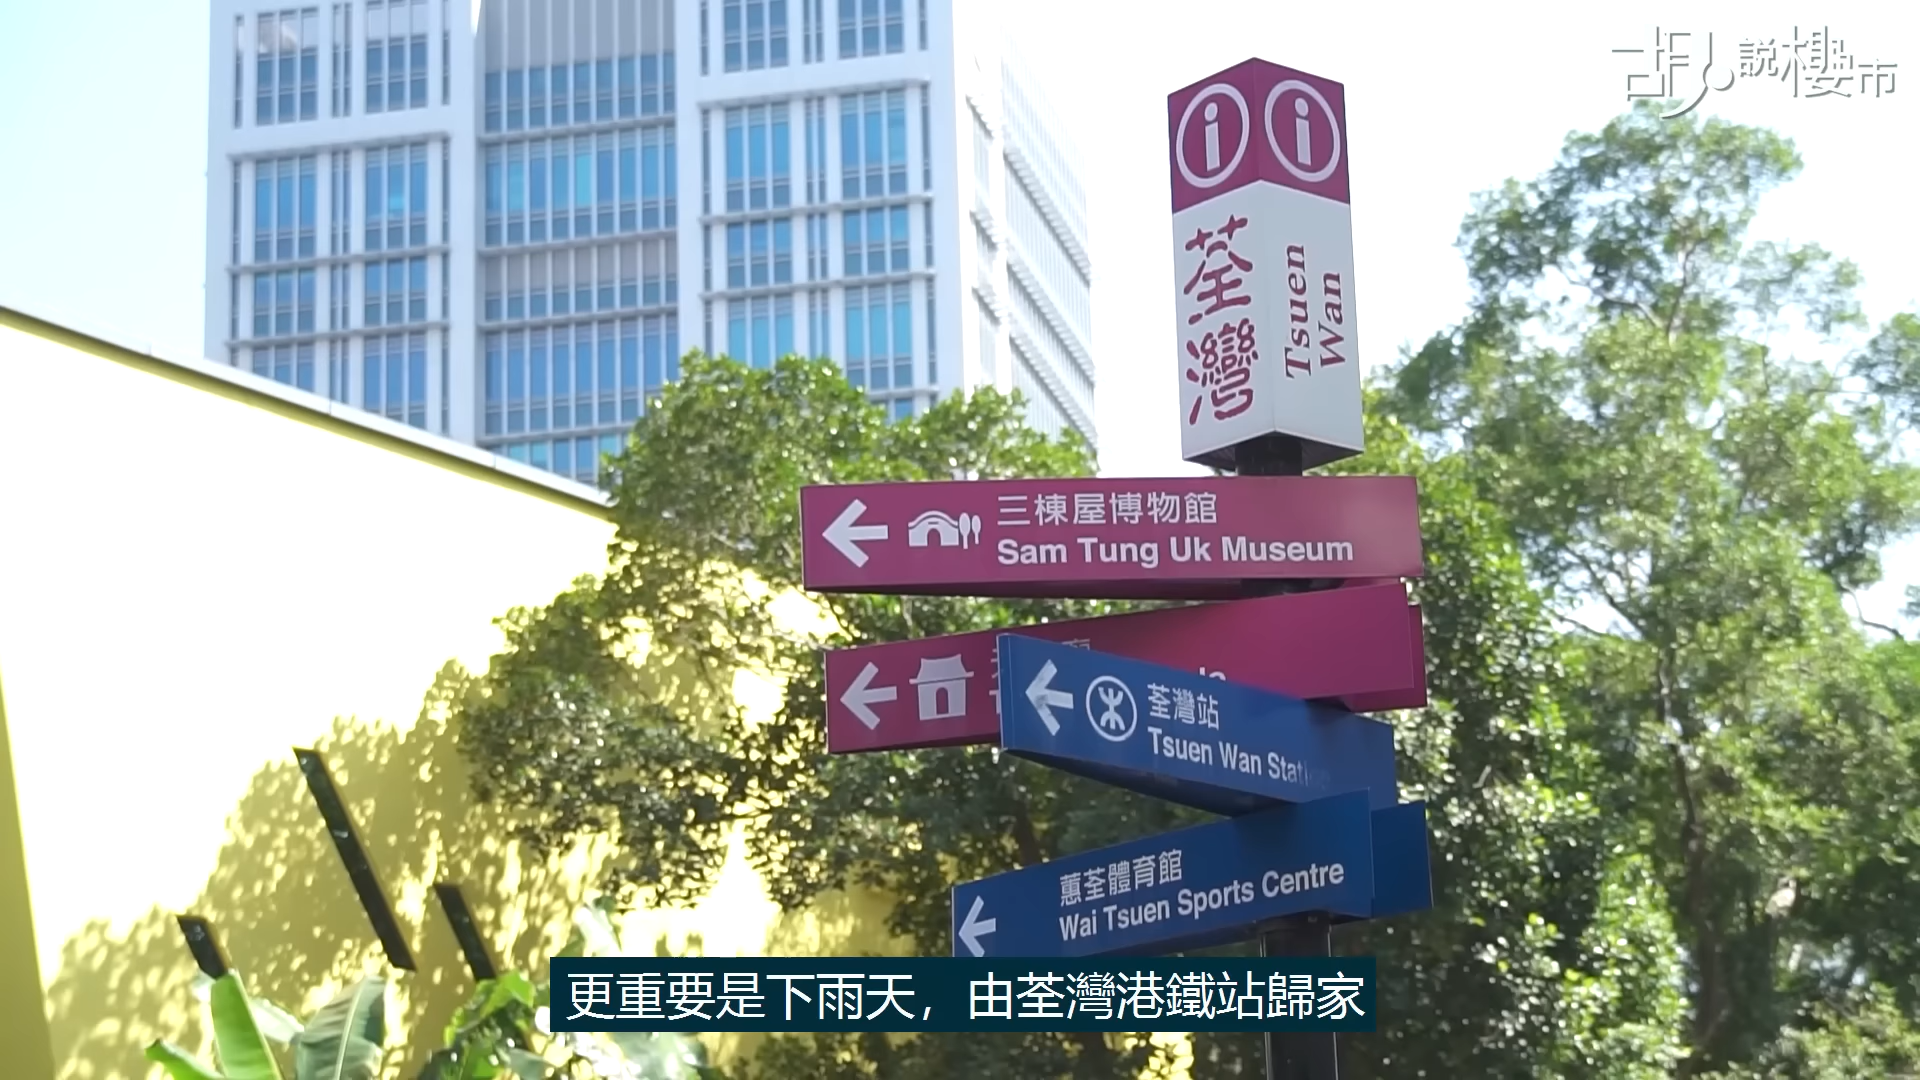 胡.說樓市
i i
荃灣
Tsuen
Wan
三棟屋博物館
Sam Tung Uk Museum
荃灣站
Tsuen Wan Station
蕙荃體育館
Wai Tsuen Sports Centre
更重要是下雨天，由荃灣港鐵站歸家